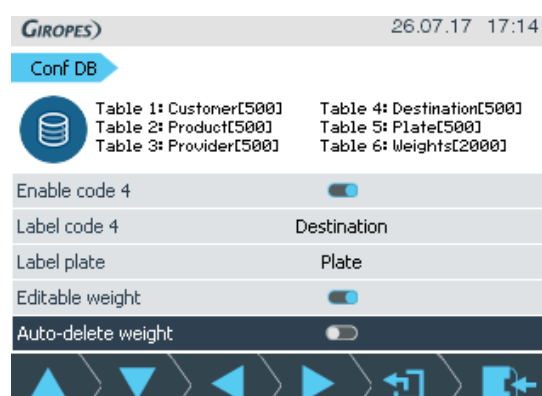 GIROPES) 26.07.17 17:14
Conf DB
Table 1: Customer[500] Table 4: Destination[500]
Table 2: Product[500] Table 5: Plate[500]
Table 3: Provider[500] Table 6: Weights[2000]
Enable code 4
Label code 4 Destination
Label plate Plate
Editable weight
Auto-delete weight